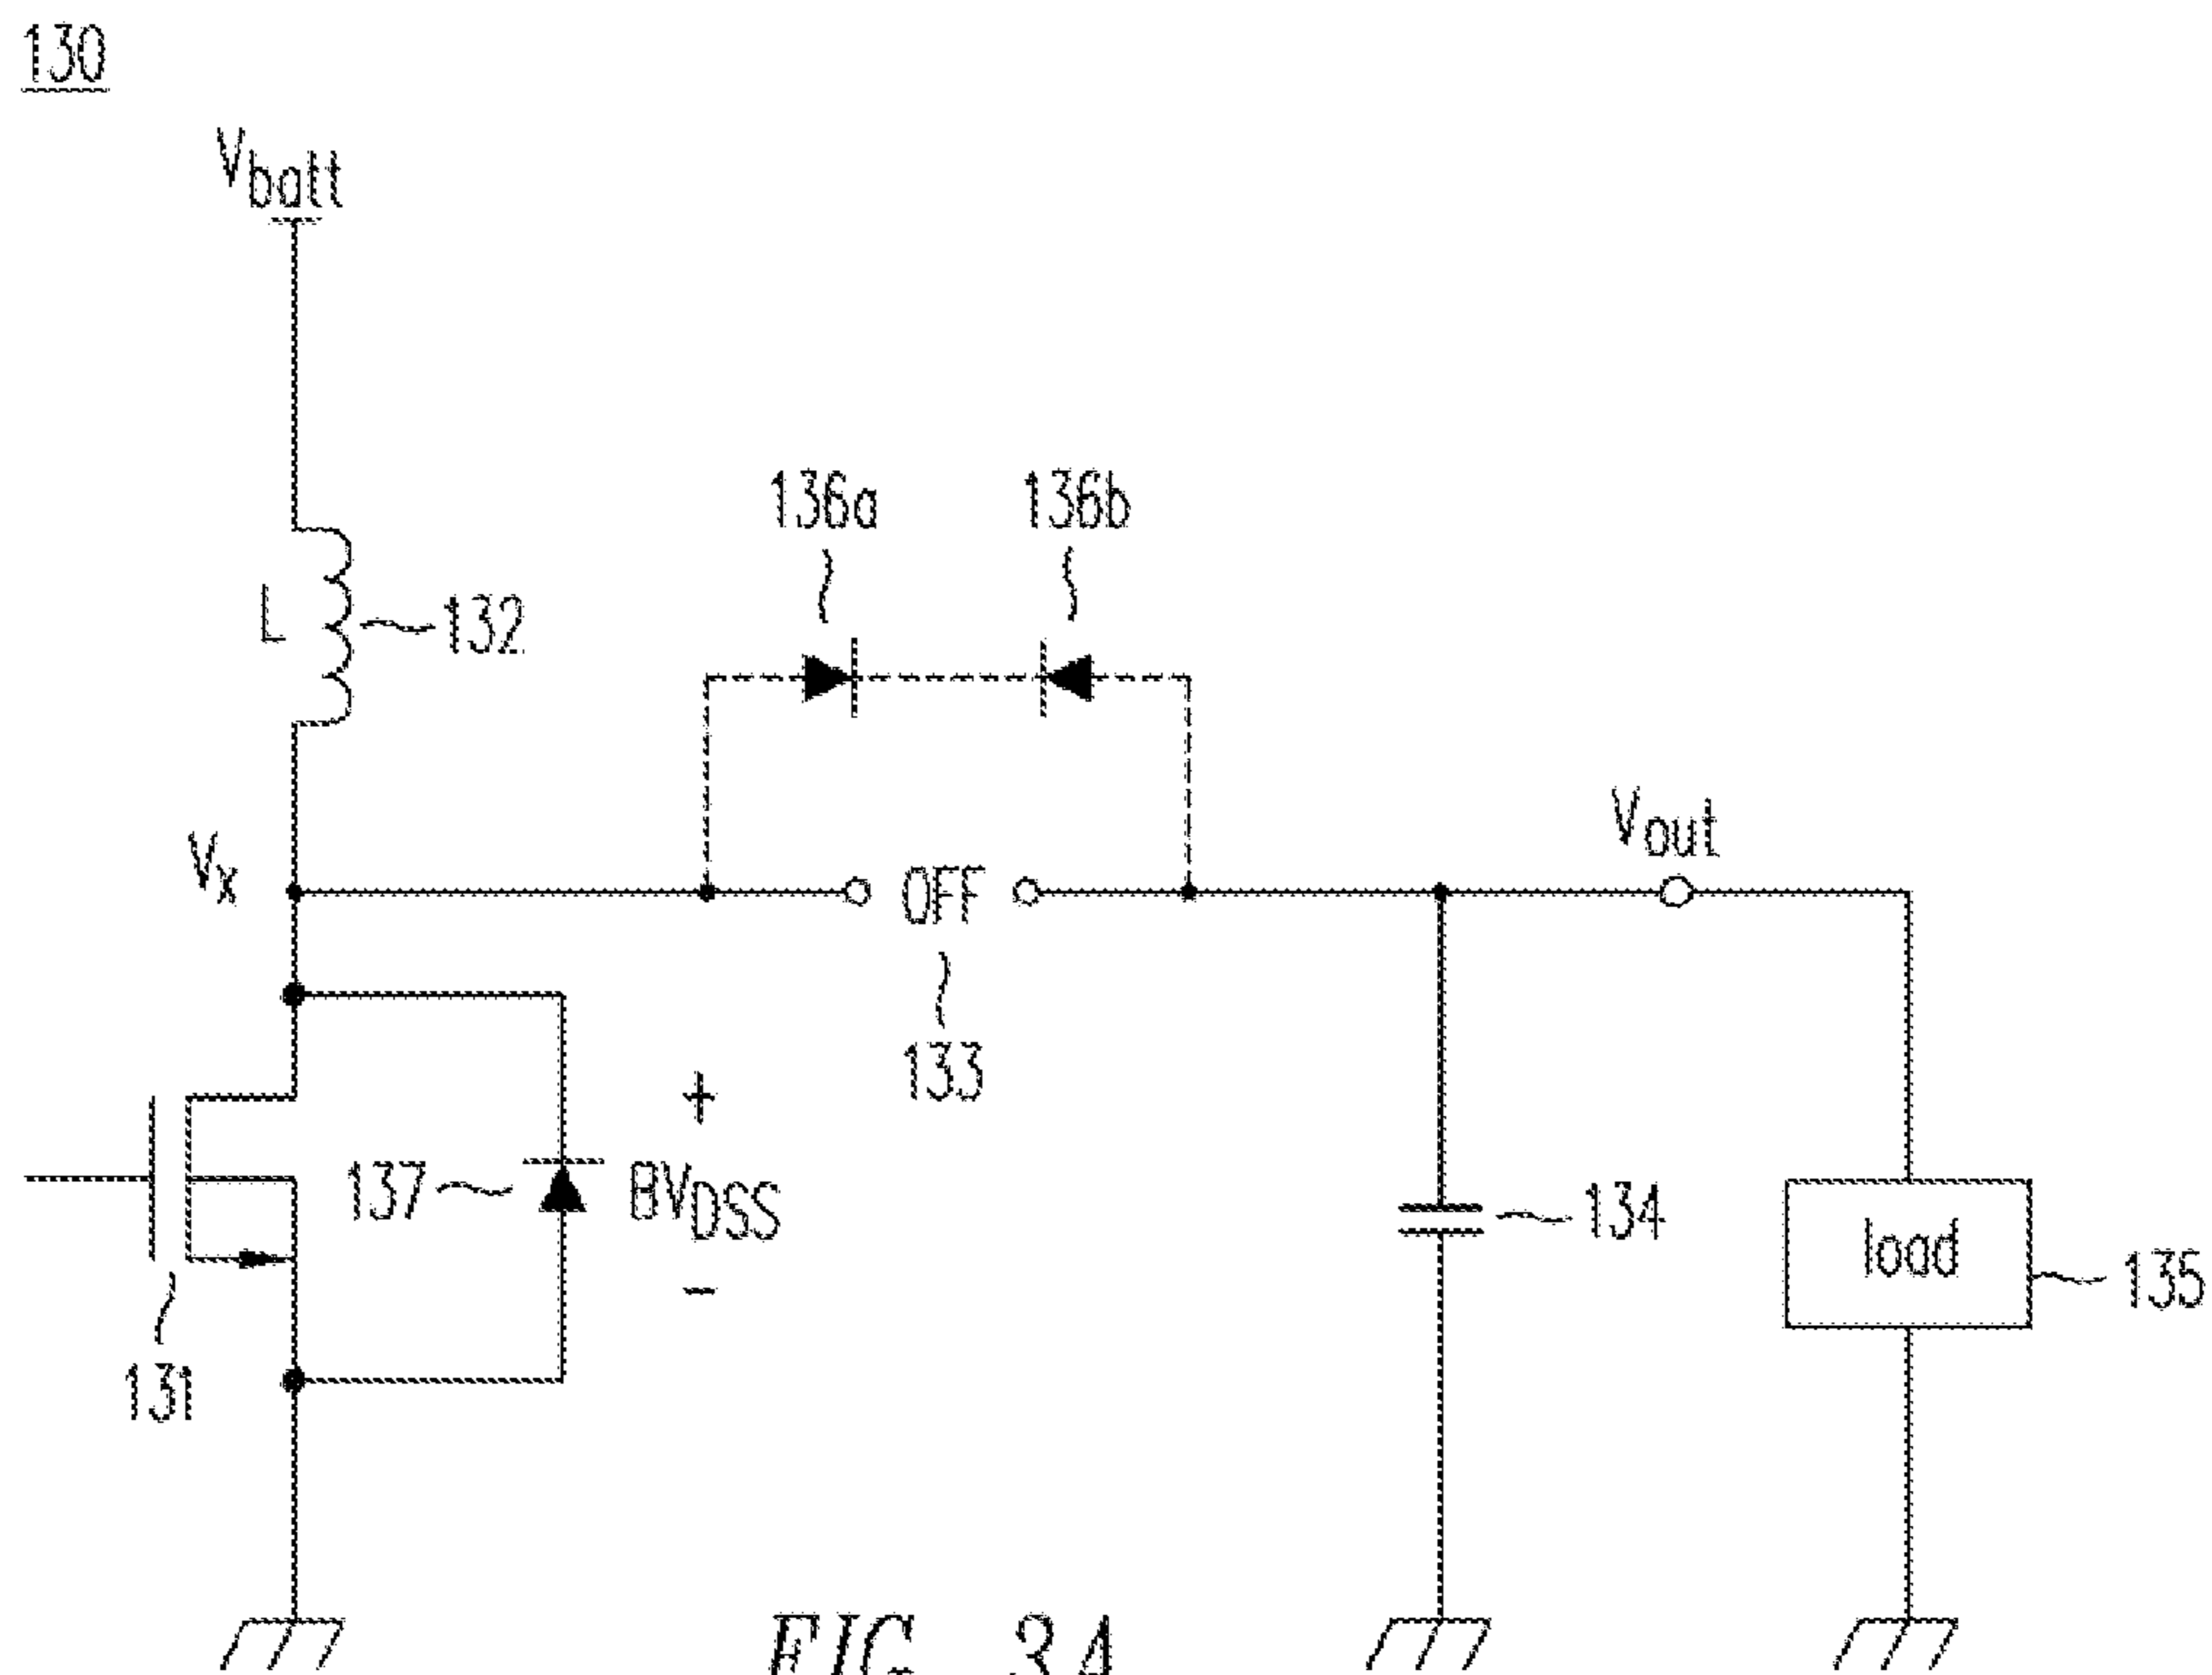 130
Vbatt
136a
136b
L
132
Vx
OFF
Vout
133
+
137
BVDSS
-
134
load
135
131
FIG. 3A